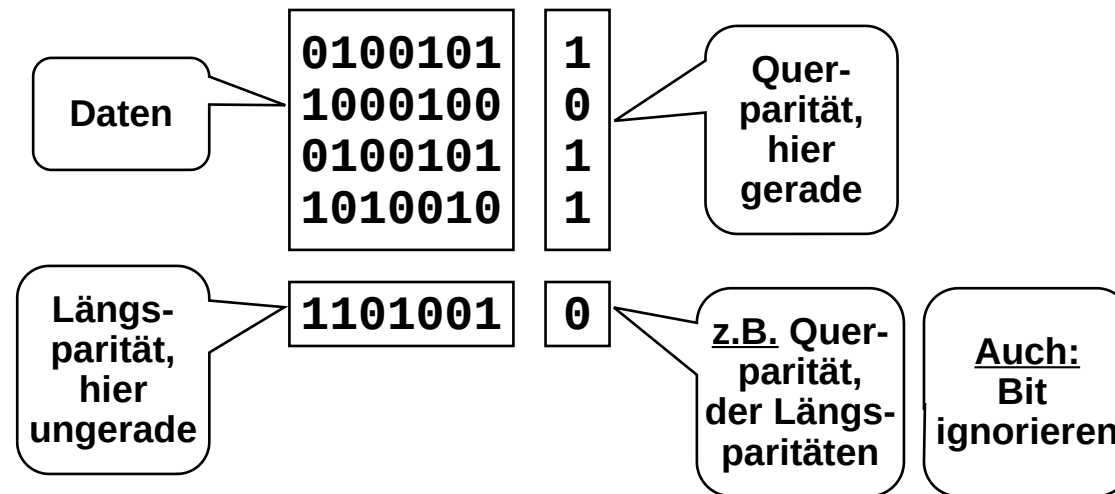 Daten
0100101 1
1000100 0
0100101 1
1010010 1
Quer-
parität,
hier
gerade
Längs-
parität,
hier
ungerade
1101001 0
z.B. Quer-
parität,
der Längs-
paritäten
Auch:
Bit
ignorieren